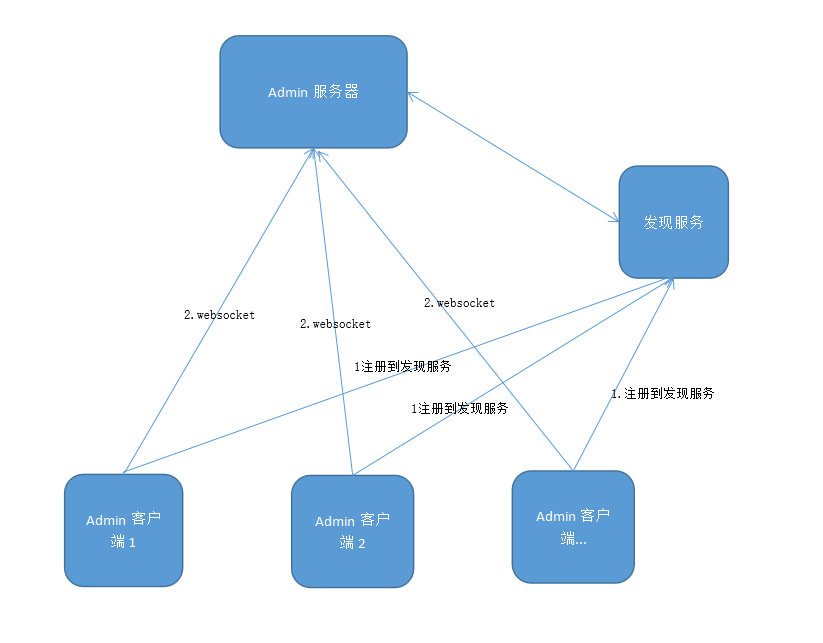 Admin 服务器
发现服务
2.websocket
2.websocket
2.websocket
1注册到发现服务
1注册到发现服务
1.注册到发现服务
Admin 客户
端 1
Admin 客户
端 2
Admin 客户
端...